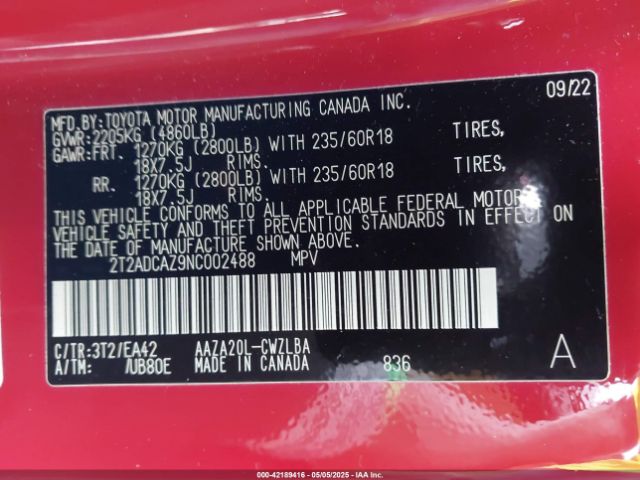 09/22
MFD.BY:TOYOTA MOTOR MANUFACTURING CANADA INC.
GVWR:2205KG (4860LB)
GAWR:FRT. 1270KG (2800LB) WITH 235/60R18 TIRES,
18X7.5J RIMS.
RR. 1270KG (2800LB) WITH 235/60R18 TIRES,
18X7.5J RIMS.
THIS VEHICLE CONFORMS TO ALL APPLICABLE FEDERAL MOTOR
VEHICLE SAFETY AND THEFT PREVENTION STANDARDS IN EFFECT ON
THE DATE OF MANUFACTURE SHOWN ABOVE.
2T2ADCAZ9NC002488 MPV
C/TR:3T2/EA42 AAZA20L-CWZLBA
A/TM: /UB80E MADE IN CANADA 836 A
000-42189416 - 05/05/2025 - IAA, Inc.